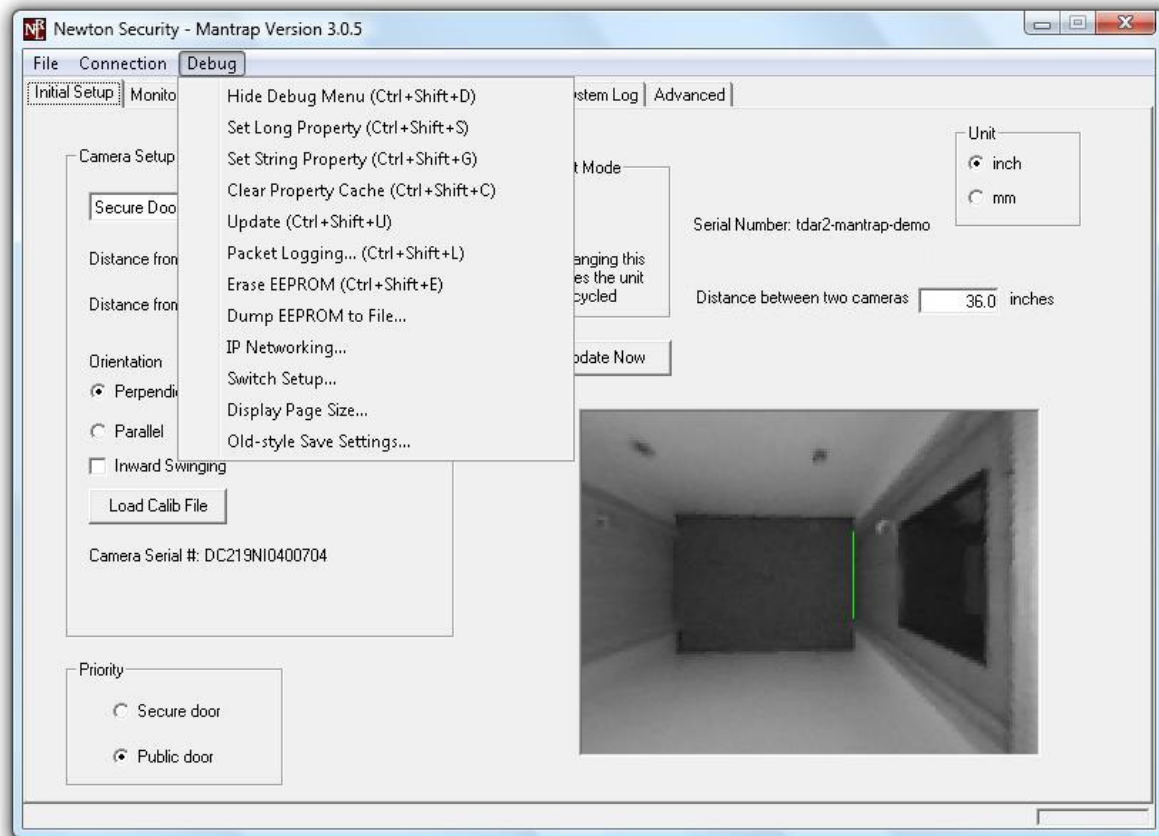 Newton Security - Mantrap Version 3.0.5
File Connection Debug
Initial Setup Monito stem Log Advanced
Hide Debug Menu (Ctrl+Shift+D)
Set Long Property (Ctrl+Shift+S)
Set String Property (Ctrl+Shift+G)
Clear Property Cache (Ctrl+Shift+C)
Update (Ctrl+Shift+U)
Packet Logging... (Ctrl+Shift+L)
Erase EEPROM (Ctrl+Shift+E)
Dump EEPROM to File...
IP Networking...
Switch Setup...
Display Page Size...
Old-style Save Settings...
Camera Setup
Secure Doo
Distance from
Distance from
Orientation
Perpendic
Parallel
Inward Swinging
Load Calib File
Camera Serial #: DC219NI0400704
t Mode
anging this
es the unit
cycled
pdate Now
Unit
inch
mm
Serial Number: tdar2-mantrap-demo
Distance between two cameras 36.0 inches
Priority
Secure door
Public door